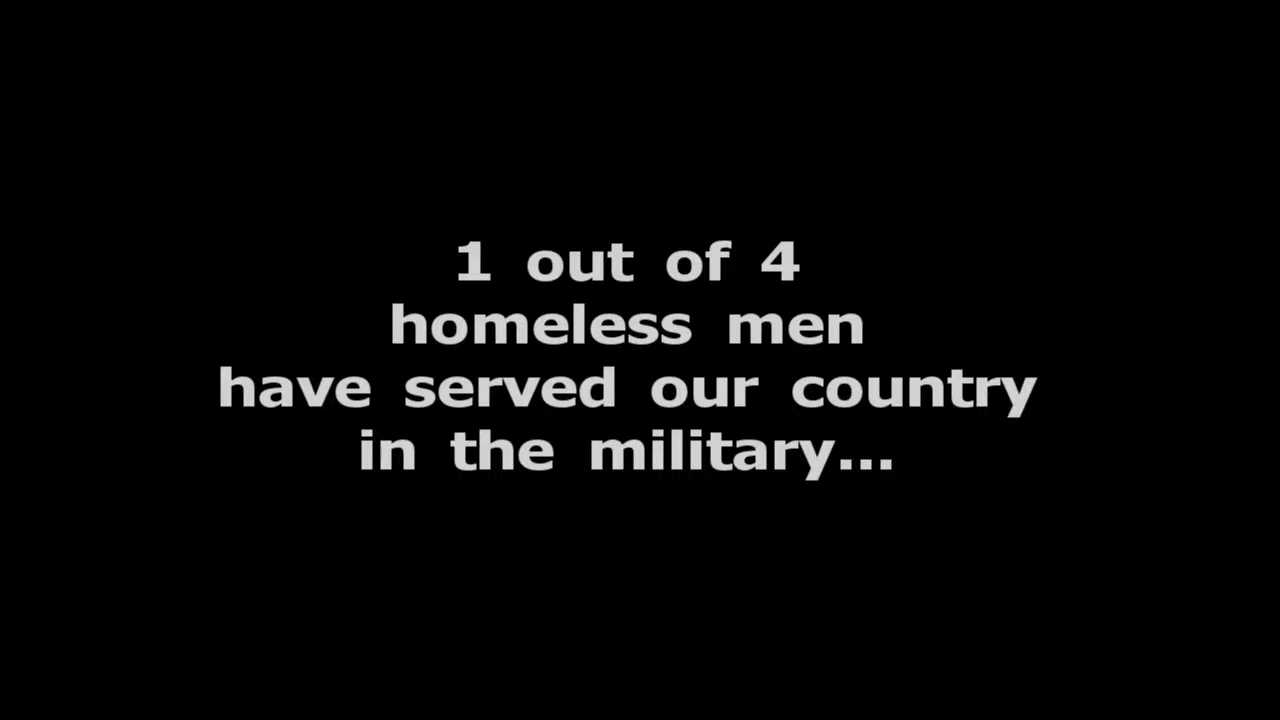 1 out of 4
homeless men
have served our country
in the military...